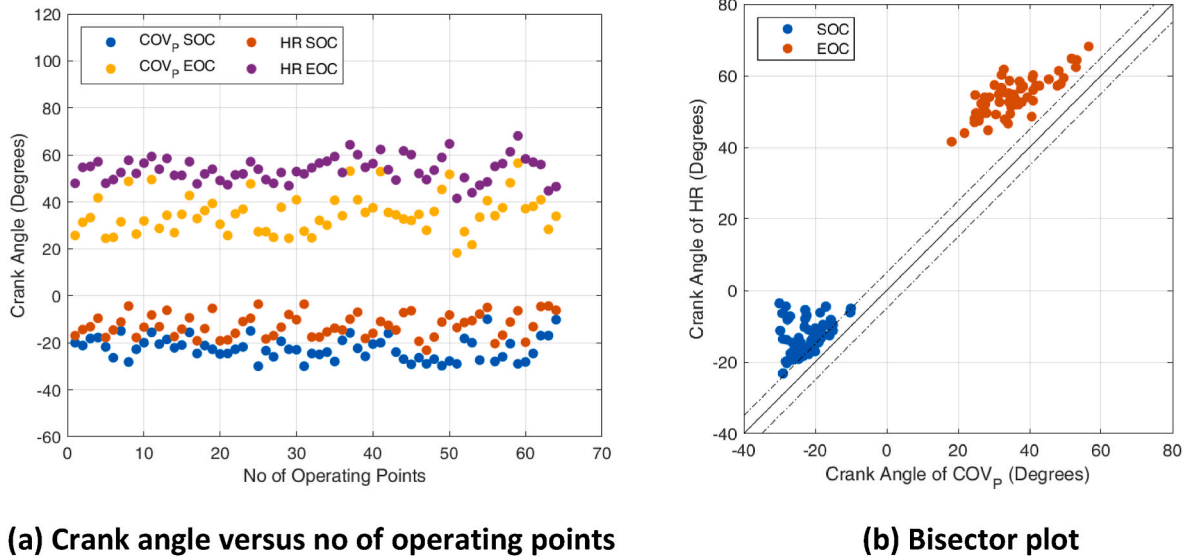 120
100
80
60
40
20
0
-20
-40
-60
0 10 20 30 40 50 60 70
Crank Angle (Degrees)
No of Operating Points
COV_P SOC
COV_P EOC
HR SOC
HR EOC
(a) Crank angle versus no of operating points
80
60
40
20
0
-20
-40
-40 -20 0 20 40 60 80
Crank Angle of HR (Degrees)
Crank Angle of COV_P (Degrees)
SOC
EOC
(b) Bisector plot